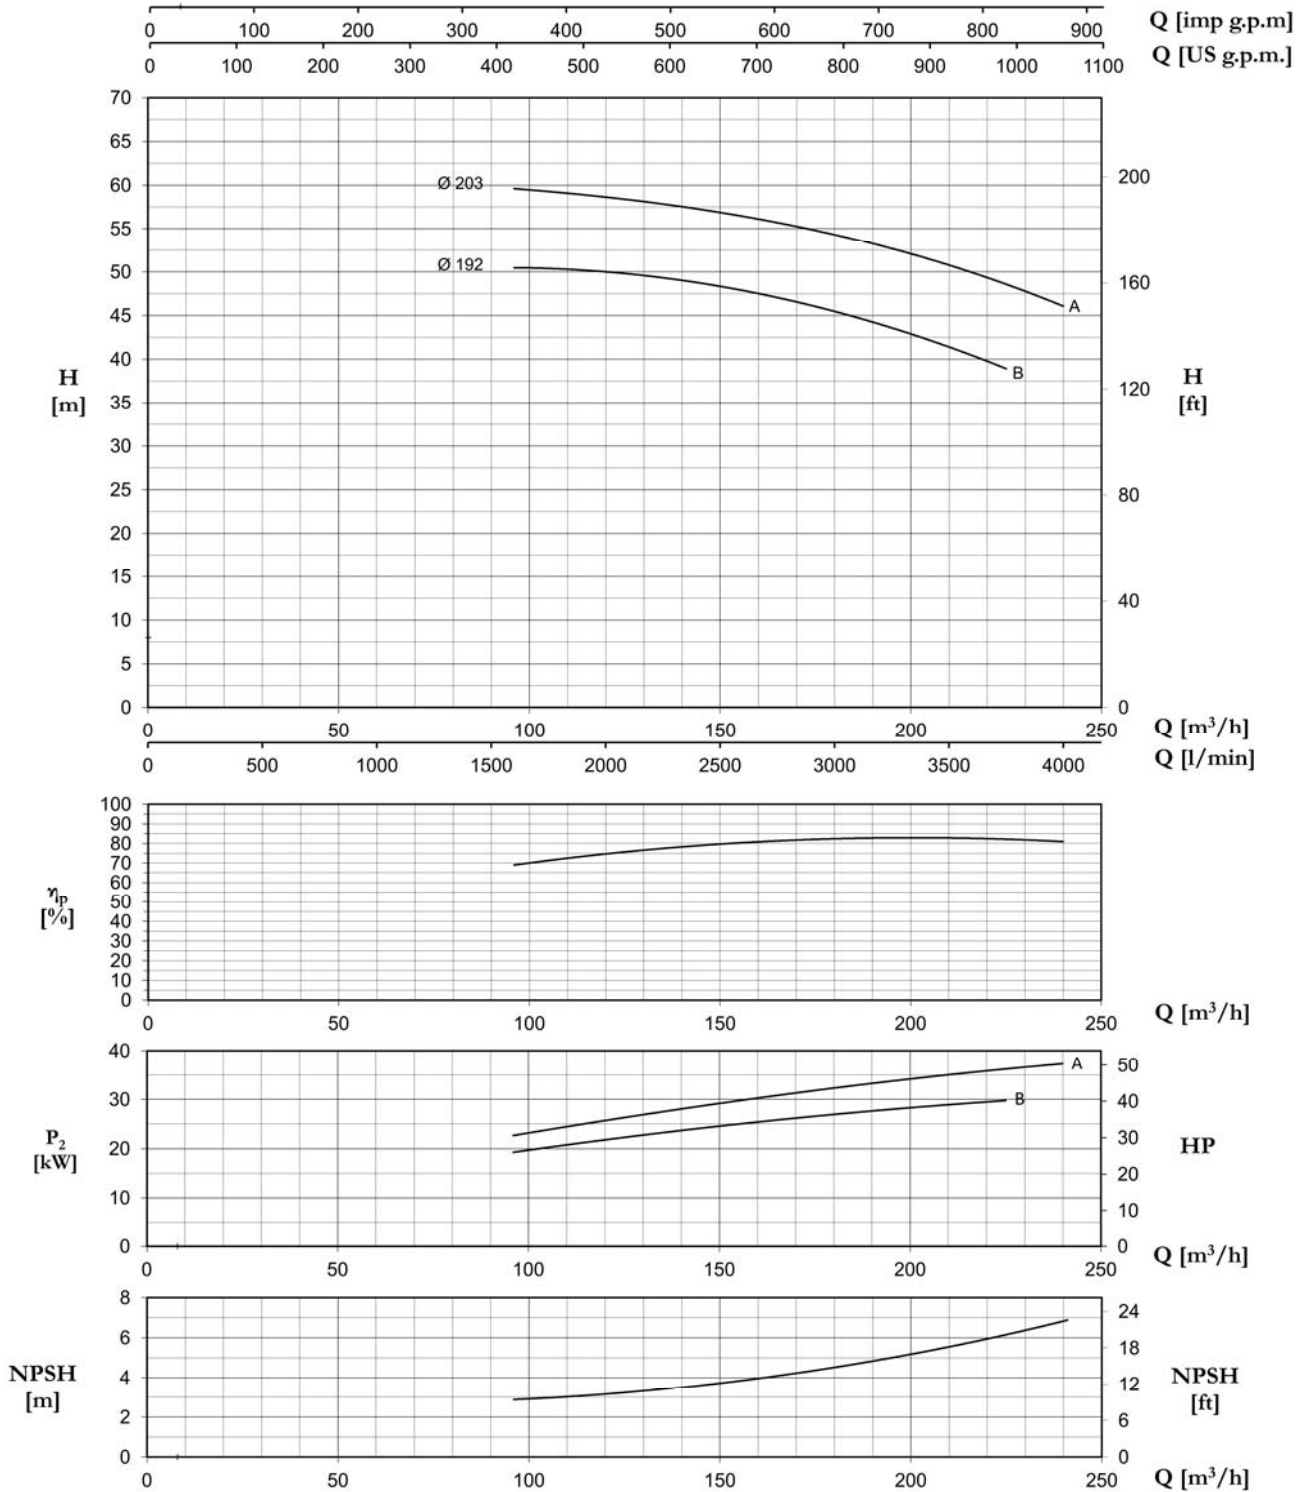 0 100 200 300 400 500 600 700 800 900 Q [imp g.p.m]
0 100 200 300 400 500 600 700 800 900 1000 1100 Q [US g.p.m.]
70
65
60 Ø 203 200
55
50 Ø 192
45 A 160
40 B
H [m] 35 120 H [ft]
30
25 80
20
15
10 40
5
0 0
0 50 100 150 200 250 Q [m³/h]
0 500 1000 1500 2000 2500 3000 3500 4000 Q [l/min]
100
90
80
70
60
ηp [%] 50
40
30
20
10
0
0 50 100 150 200 250 Q [m³/h]
40 A 50
30 B 40
P₂ [kW] 20 30 HP
20
10 10
0 0
0 50 100 150 200 250 Q [m³/h]
8 24
6 18
NPSH [m] 4 12 NPSH [ft]
2 6
0 0
0 50 100 150 200 250 Q [m³/h]